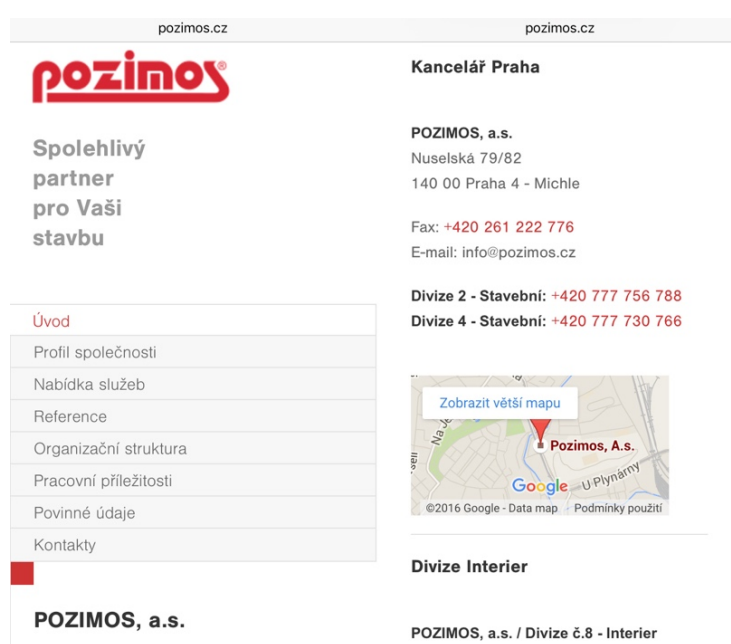 pozimos.cz
pozimos®
Spolehlivý
partner
pro Vaši
stavbu
Úvod
Profil společnosti
Nabídka služeb
Reference
Organizační struktura
Pracovní příležitosti
Povinné údaje
Kontakty
POZIMOS, a.s.
pozimos.cz
Kancelář Praha
POZIMOS, a.s.
Nuselská 79/82
140 00 Praha 4 - Michle
Fax: +420 261 222 776
E-mail: info@pozimos.cz
Divize 2 - Stavební: +420 777 756 788
Divize 4 - Stavební: +420 777 730 766
Zobrazit větší mapu
Na Je
Pozimos, A.s.
U Plynárny
Google
©2016 Google - Data map Podmínky použití
Divize Interier
POZIMOS, a.s. / Divize č.8 - Interier